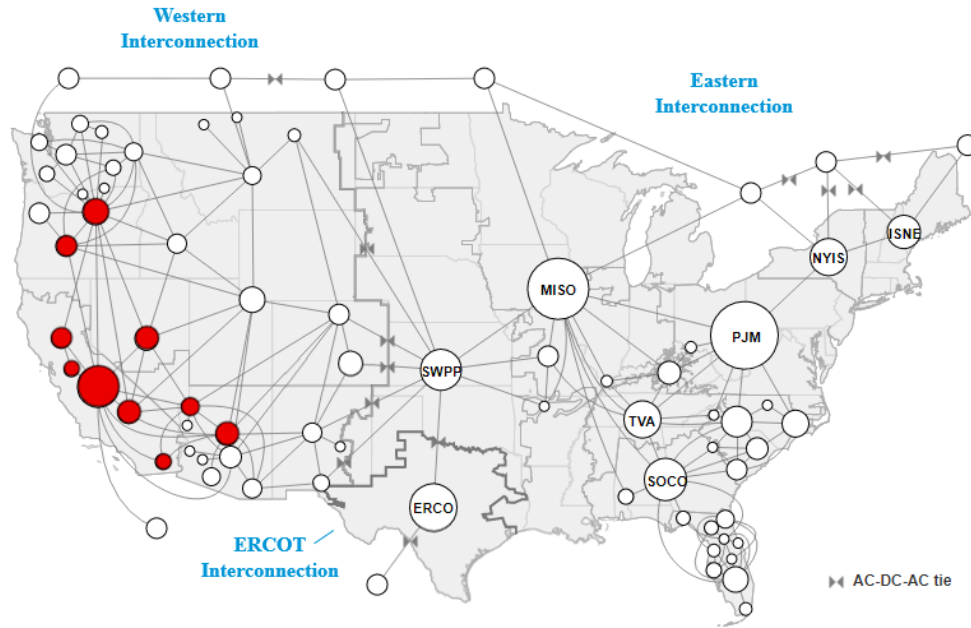 Western
Interconnection
Eastern
Interconnection
ISNE
NYIS
MISO
PJM
SWPP
TVA
SOCO
ERCO
ERCOT
Interconnection
AC-DC-AC tie